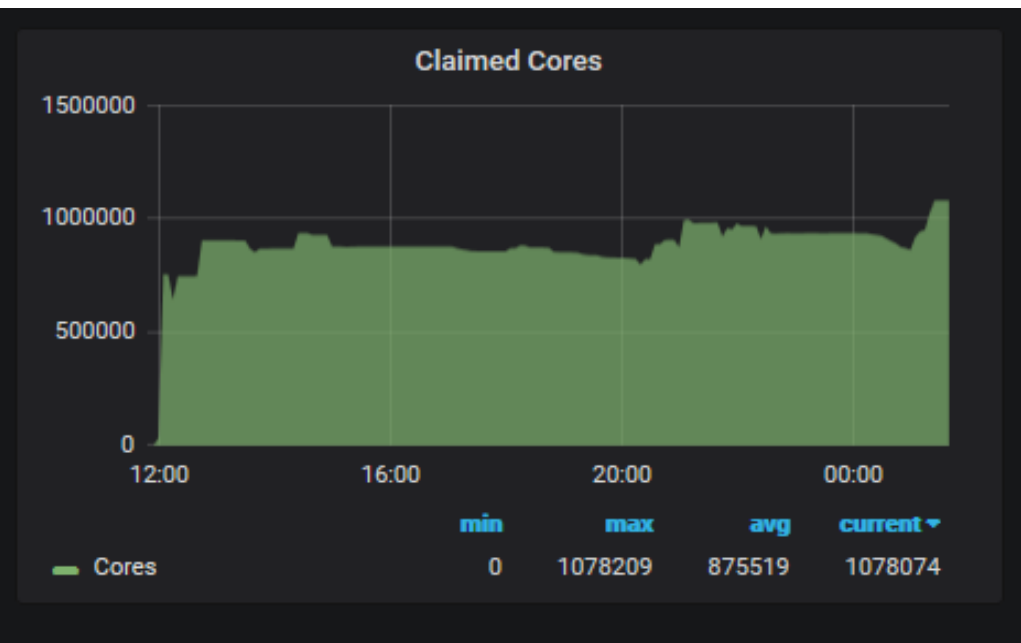 Claimed Cores
1500000
1000000
500000
0
12:00 16:00 20:00 00:00
min max avg current
Cores 0 1078209 875519 1078074